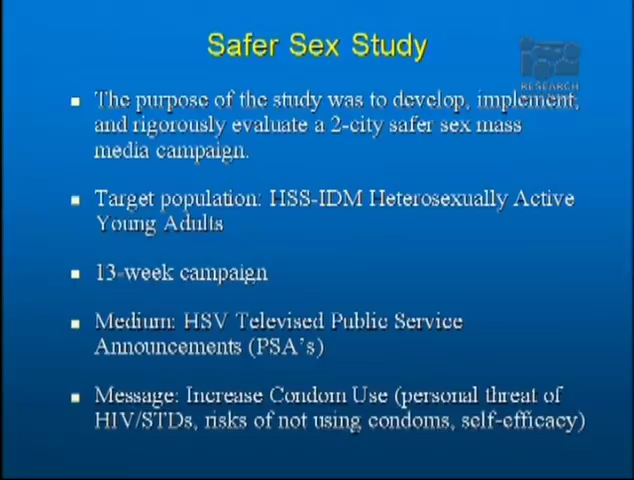 Safer Sex Study
RESEARCH
The purpose of the study was to develop, implement,
and rigorously evaluate a 2-city safer sex mass
media campaign.
Target population: HSS-IDM Heterosexually Active
Young Adults
13-week campaign
Medium: HSV Televised Public Service
Announcements (PSA's)
Message: Increase Condom Use (personal threat of
HIV/STDs, risks of not using condoms, self-efficacy)